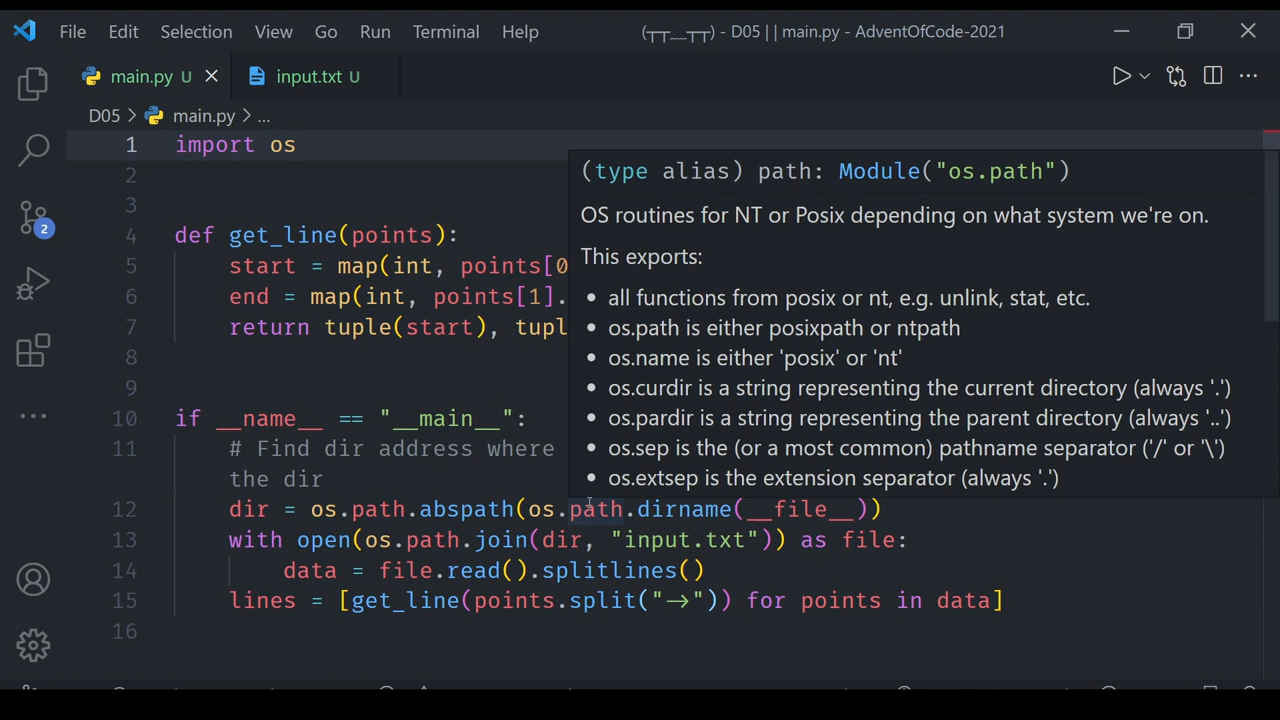 File Edit Selection View Go Run Terminal Help (┬┬﹏┬┬) - D05 | | main.py - AdventOfCode-2021
main.py U input.txt U
D05 > main.py > ...
1 import os
2
3
4 def get_line(points):
5 start = map(int, points[0
6 end = map(int, points[1].
7 return tuple(start), tupl
8
9
10 if __name__ == "__main__":
11 # Find dir address where
the dir
12 dir = os.path.abspath(os.path.dirname(__file__))
13 with open(os.path.join(dir, "input.txt")) as file:
14 data = file.read().splitlines()
15 lines = [get_line(points.split("->")) for points in data]
16
(type alias) path: Module("os.path")
OS routines for NT or Posix depending on what system we're on.
This exports:
• all functions from posix or nt, e.g. unlink, stat, etc.
• os.path is either posixpath or ntpath
• os.name is either 'posix' or 'nt'
• os.curdir is a string representing the current directory (always '.')
• os.pardir is a string representing the parent directory (always '..')
• os.sep is the (or a most common) pathname separator ('/' or '\')
• os.extsep is the extension separator (always '.')
2